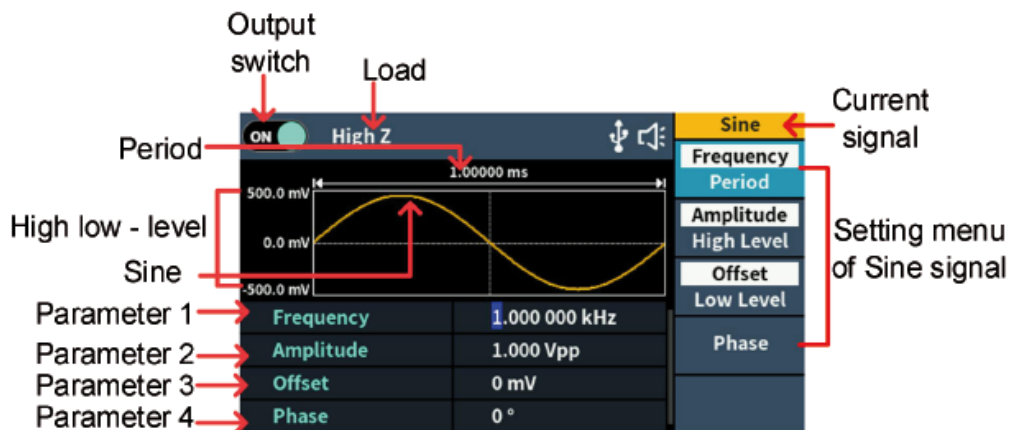 Output
switch
Load
Current
signal
ON
High Z
Sine
Period
1.00000 ms
Frequency
Period
500.0 mV
High low - level
0.0 mV
Amplitude
High Level
Setting menu
of Sine signal
Sine
-500.0 mV
Offset
Low Level
Parameter 1
Frequency
1.000 000 kHz
Phase
Parameter 2
Amplitude
1.000 Vpp
Parameter 3
Offset
0 mV
Parameter 4
Phase
0 °